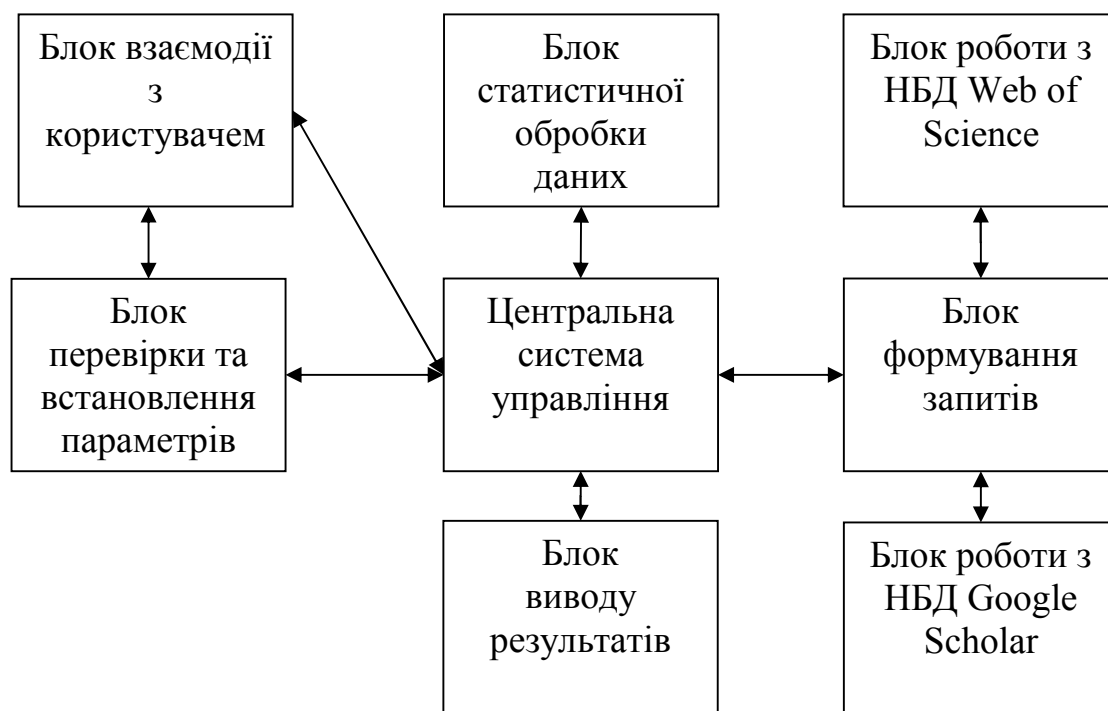 Блок взаємодії
з
користувачем
Блок
статистичної
обробки
даних
Блок роботи з
НБД Web of
Science
Блок
перевірки та
встановлення
параметрів
Центральна
система
управління
Блок
формування
запитів
Блок
виводу
результатів
Блок роботи з
НБД Google
Scholar